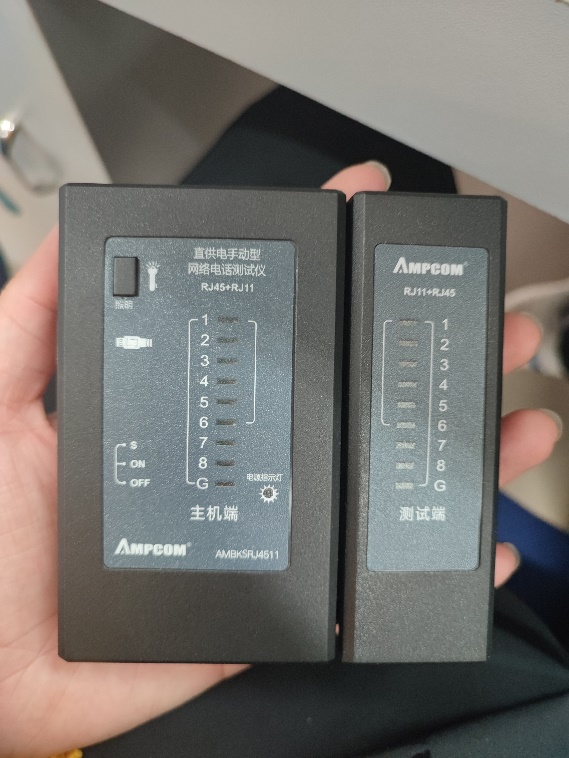 直供电手动型
网络电话测试仪
RJ45+RJ11
照明
1
2
3
4
5
6
7
8
G
S
ON
OFF
电源指示灯
主机端
AMPCOM®
AMBKSRJ4511
AMPCOM®
RJ11+RJ45
1
2
3
4
5
6
7
8
G
测试端